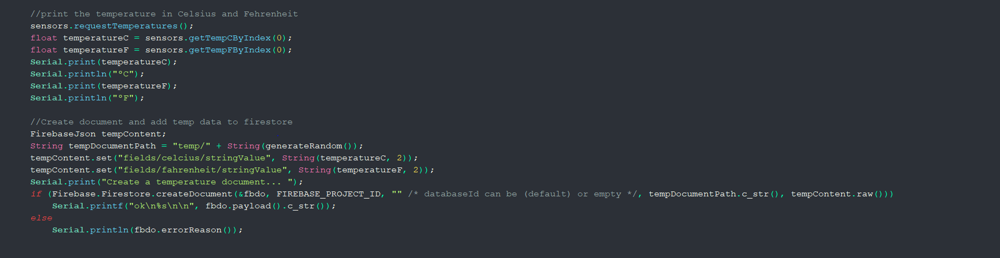 //print the temperature in Celsius and Fehrenheit
sensors.requestTemperatures();
float temperatureC = sensors.getTempCByIndex(0);
float temperatureF = sensors.getTempFByIndex(0);
Serial.print(temperatureC);
Serial.println("ºC");
Serial.print(temperatureF);
Serial.println("ºF");
//Create document and add temp data to firestore
FirebaseJson tempContent;
String tempDocumentPath = "temp/" + String(generateRandom());
tempContent.set("fields/celcius/stringValue", String(temperatureC, 2));
tempContent.set("fields/fahrenheit/stringValue", String(temperatureF, 2));
Serial.print("Create a temperature document... ");
if (Firebase.Firestore.createDocument(&fbdo, FIREBASE_PROJECT_ID, "" /* databaseId can be (default) or empty */, tempDocumentPath.c_str(), tempContent.raw()))
Serial.printf("ok\n%s\n\n", fbdo.payload().c_str());
else
Serial.println(fbdo.errorReason());